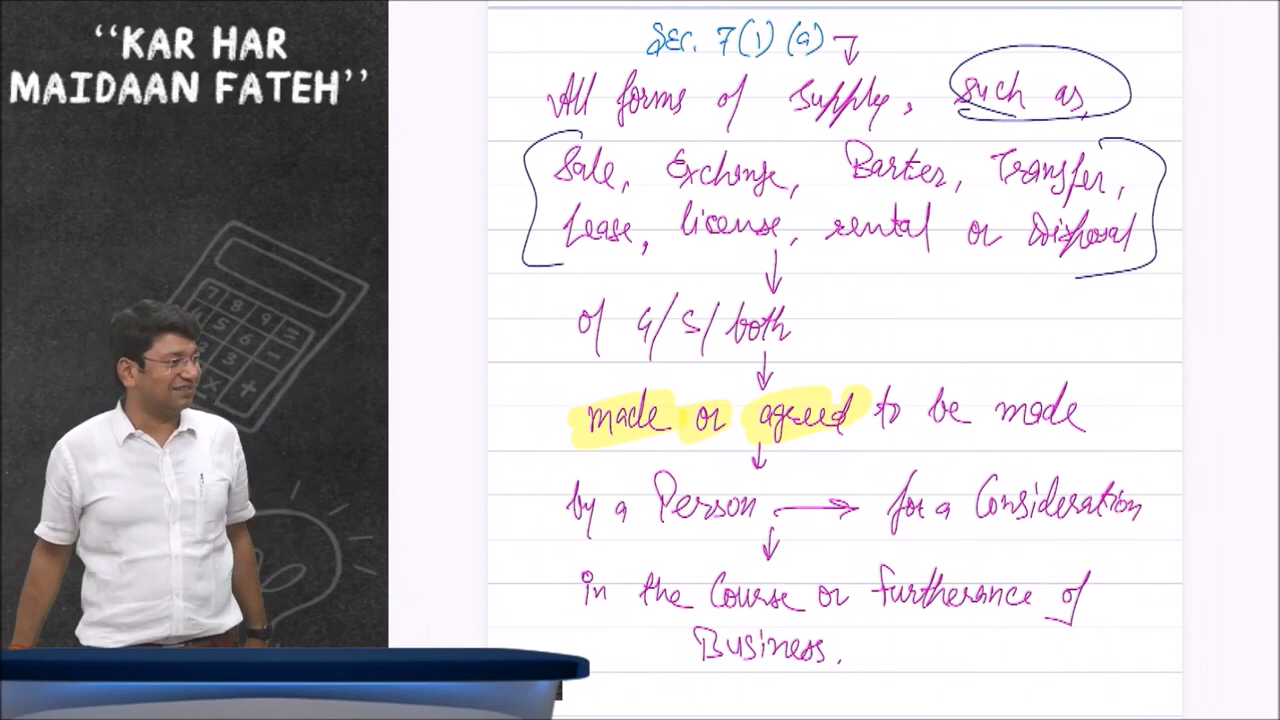 “KAR HAR
MAIDAAN FATEH”
Sec. 7(1)(a)
All forms of Supply, such as,
Sale, Exchange, Barter, Transfer,
Lease, license, rental or Disposal
of G/S/both
made or agreed to be made
by a Person → for a Consideration
in the Course or furtherance of
Business.